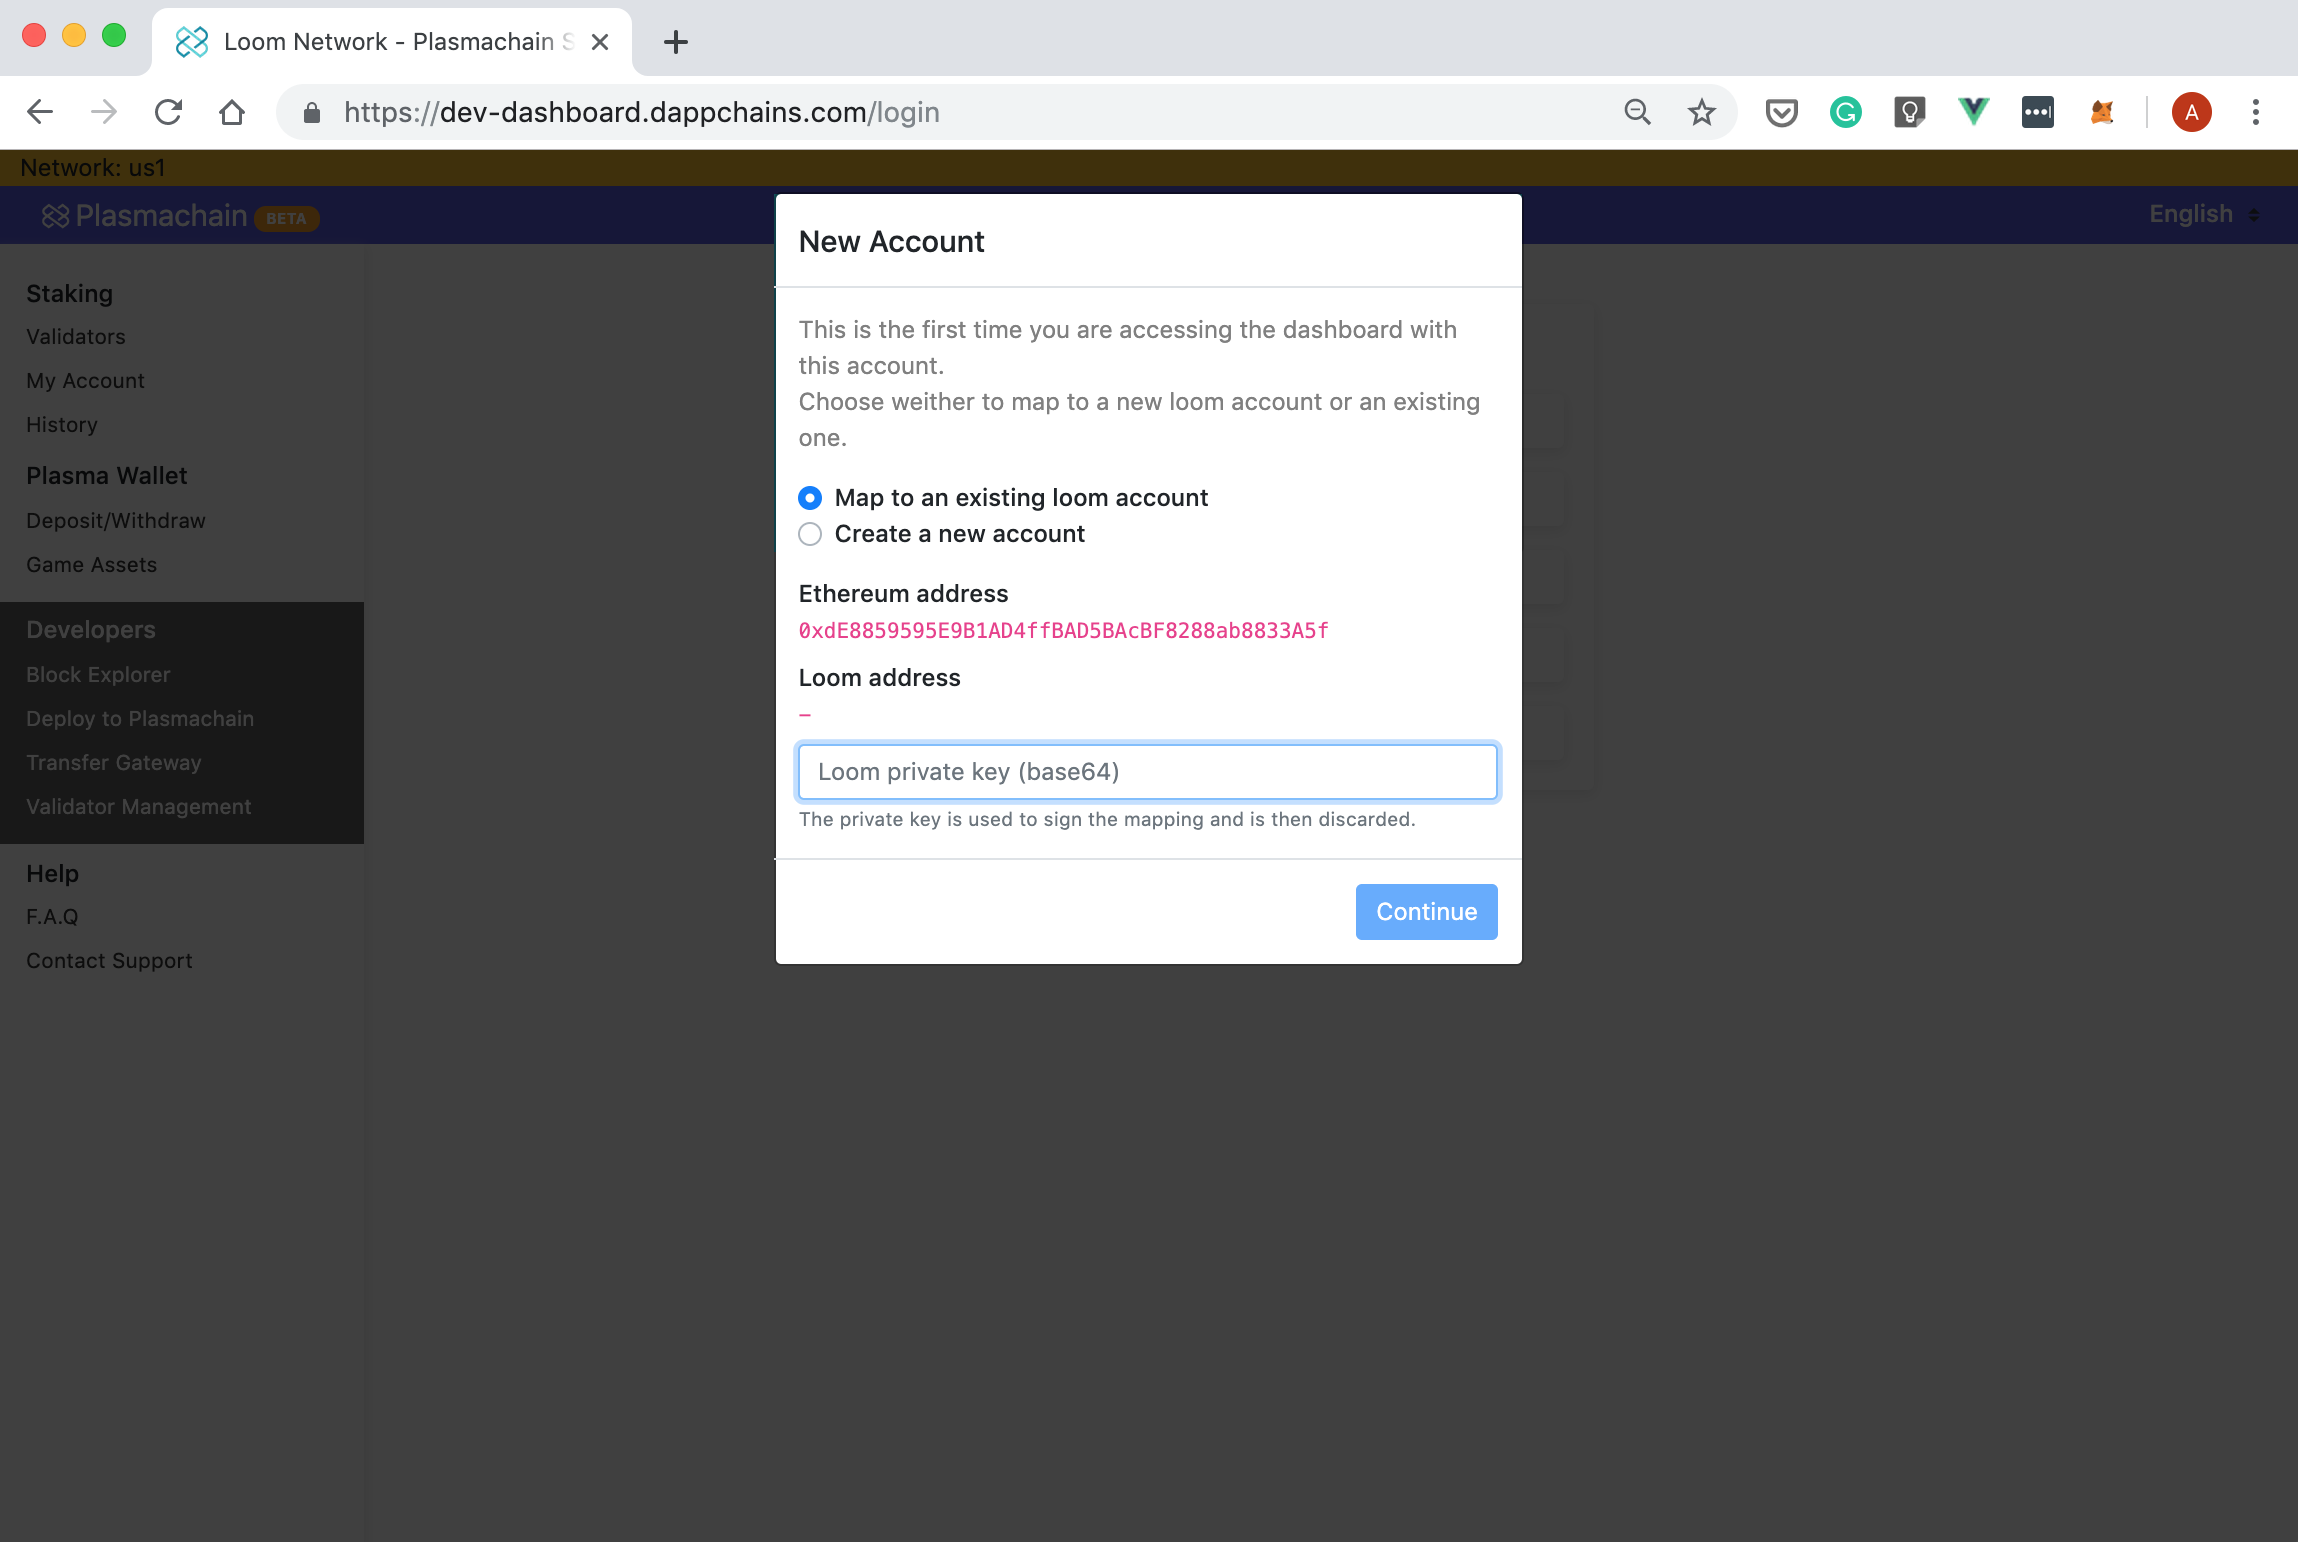 Loom Network - Plasmachain S
https://dev-dashboard.dappchains.com/login
A
Network: us1
Plasmachain BETA
English
Staking
Validators
My Account
History
Plasma Wallet
Deposit/Withdraw
Game Assets
Developers
Block Explorer
Deploy to Plasmachain
Transfer Gateway
Validator Management
Help
F.A.Q
Contact Support
New Account
This is the first time you are accessing the dashboard with
this account.
Choose weither to map to a new loom account or an existing
one.
Map to an existing loom account
Create a new account
Ethereum address
0xdE8859595E9B1AD4ffBAD5BAcBF8288ab8833A5f
Loom address
–
Loom private key (base64)
The private key is used to sign the mapping and is then discarded.
Continue